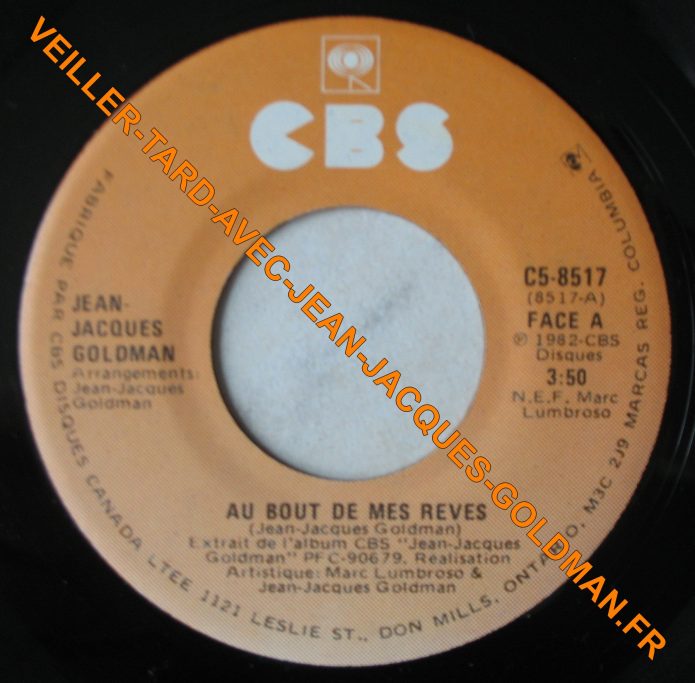 VEILLER-TARD-AVEC-JEAN-JACQUES-GOLDMAN.FR
CBS
JEAN-
JACQUES
GOLDMAN
Arrangements:
Jean-Jacques
Goldman
C5-8517
(8517-A)
FACE A
℗ 1982-CBS
Disques
3:50
N.E.F. Marc
Lumbroso
AU BOUT DE MES REVES
(Jean-Jacques Goldman)
Extrait de l'album CBS "Jean-Jacques
Goldman" PFC-90679. Realisation
Artistique: Marc Lumbroso &
Jean-Jacques Goldman
FABRIQUE PAR CBS DISQUES CANADA LTEE 1121 LESLIE ST., DON MILLS, ONTARIO, M3C 2J9 MARCAS REG. COLUMBIA